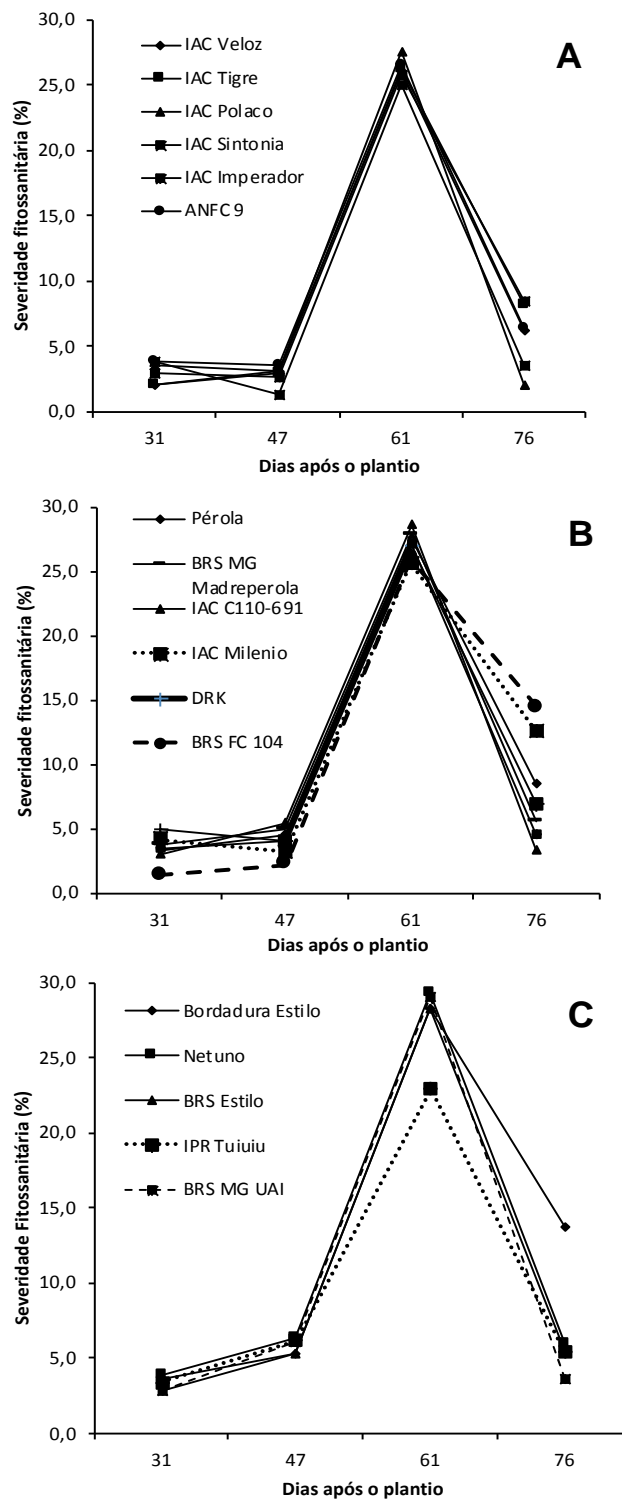 30,0
25,0
20,0
15,0
10,0
5,0
0,0
Severidade fitossanitária (%)
IAC Veloz
IAC Tigre
IAC Polaco
IAC Sintonia
IAC Imperador
ANFC 9
A
31 47 61 76
Dias após o plantio
30,0
25,0
20,0
15,0
10,0
5,0
0,0
Severidade fitossanitária (%)
Pérola
BRS MG
Madreperola
IAC C110-691
IAC Milenio
DRK
BRS FC 104
B
31 47 61 76
Dias após o plantio
30,0
25,0
20,0
15,0
10,0
5,0
0,0
Severidade Fitossanitária (%)
Bordadura Estilo
Netuno
BRS Estilo
IPR Tuiuiu
BRS MG UAI
C
31 47 61 76
Dias após o plantio